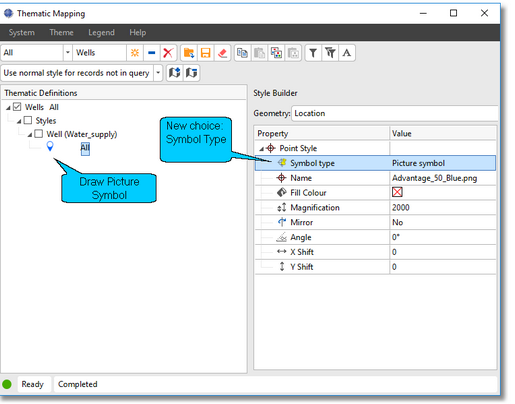 Thematic Mapping
System Theme Legend Help
All Wells
Use normal style for records not in query
Thematic Definitions
Wells All
Styles
Well (Water_supply)
All
Draw Picture
Symbol
New choice:
Symbol Type
Style Builder
Geometry: Location
Property Value
Point Style
Symbol type Picture symbol
Name Advantage_50_Blue.png
Fill Colour
Magnification 2000
Mirror No
Angle 0°
X Shift 0
Y Shift 0
Ready Completed